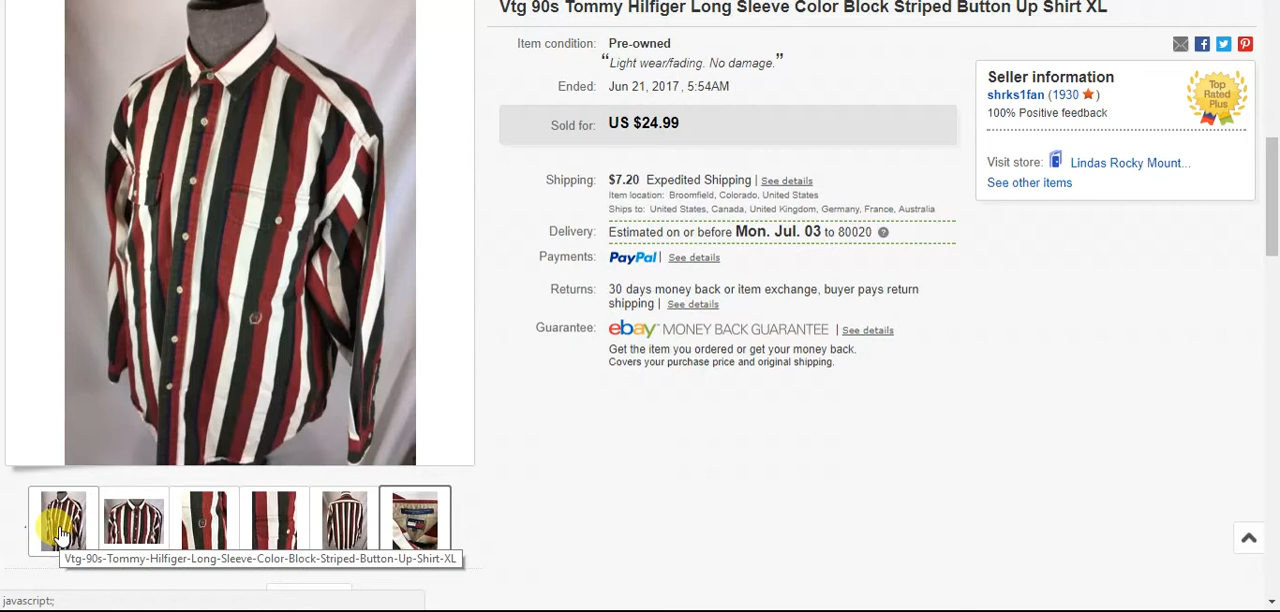 Vtg 90s Tommy Hilfiger Long Sleeve Color Block Striped Button Up Shirt XL
Item condition: Pre-owned
“Light wear/fading. No damage.”
Ended: Jun 21, 2017 , 5:54AM
Sold for: US $24.99
Shipping: $7.20 Expedited Shipping | See details
Item location: Broomfield, Colorado, United States
Ships to: United States, Canada, United Kingdom, Germany, France, Australia
Delivery: Estimated on or before Mon. Jul. 03 to 80020
Payments: PayPal | See details
Returns: 30 days money back or item exchange, buyer pays return
shipping | See details
Guarantee: ebay MONEY BACK GUARANTEE | See details
Get the item you ordered or get your money back.
Covers your purchase price and original shipping.
Seller information
shrks1fan (1930 ★ )
100% Positive feedback
Top
Rated
Plus
Visit store: Lindas Rocky Mount...
See other items
Vtg-90s-Tommy-Hilfiger-Long-Sleeve-Color-Block-Striped-Button-Up-Shirt-XL
javascript:;